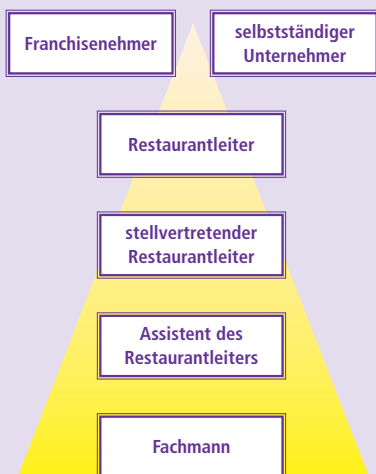 Franchisenehmer
selbstständiger
Unternehmer
Restaurantleiter
stellvertretender
Restaurantleiter
Assistent des
Restaurantleiters
Fachmann